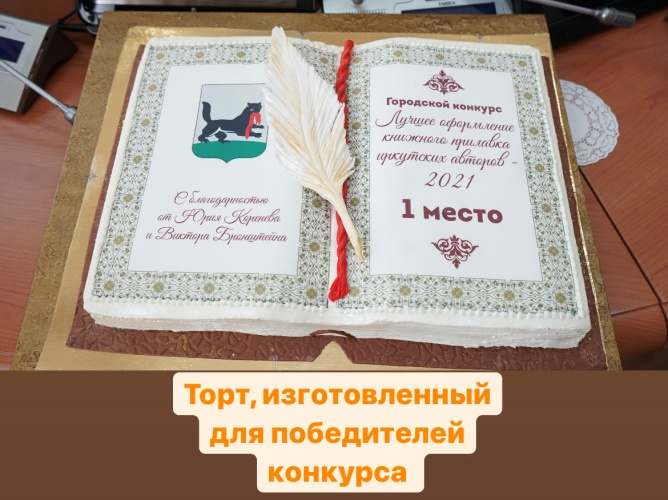 С благодарностью
от Юрия Коренева
и Виктора Бронштейна
Городской конкурс
Лучшее оформление
книжного прилавка
иркутских авторов -
2021
1 место
Торт, изготовленный
для победителей
конкурса